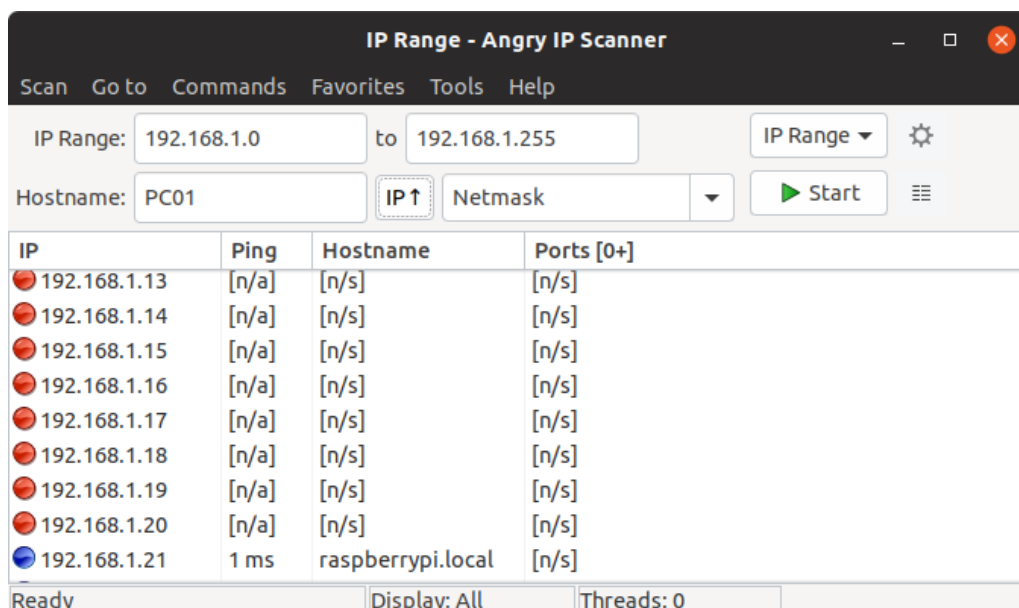 IP Range - Angry IP Scanner
Scan Go to Commands Favorites Tools Help
IP Range: 192.168.1.0 to 192.168.1.255 IP Range
Hostname: PC01 IP↑ Netmask Start
IP Ping Hostname Ports [0+]
192.168.1.13 [n/a] [n/s] [n/s]
192.168.1.14 [n/a] [n/s] [n/s]
192.168.1.15 [n/a] [n/s] [n/s]
192.168.1.16 [n/a] [n/s] [n/s]
192.168.1.17 [n/a] [n/s] [n/s]
192.168.1.18 [n/a] [n/s] [n/s]
192.168.1.19 [n/a] [n/s] [n/s]
192.168.1.20 [n/a] [n/s] [n/s]
192.168.1.21 1 ms raspberrypi.local [n/s]
Ready Display: All Threads: 0